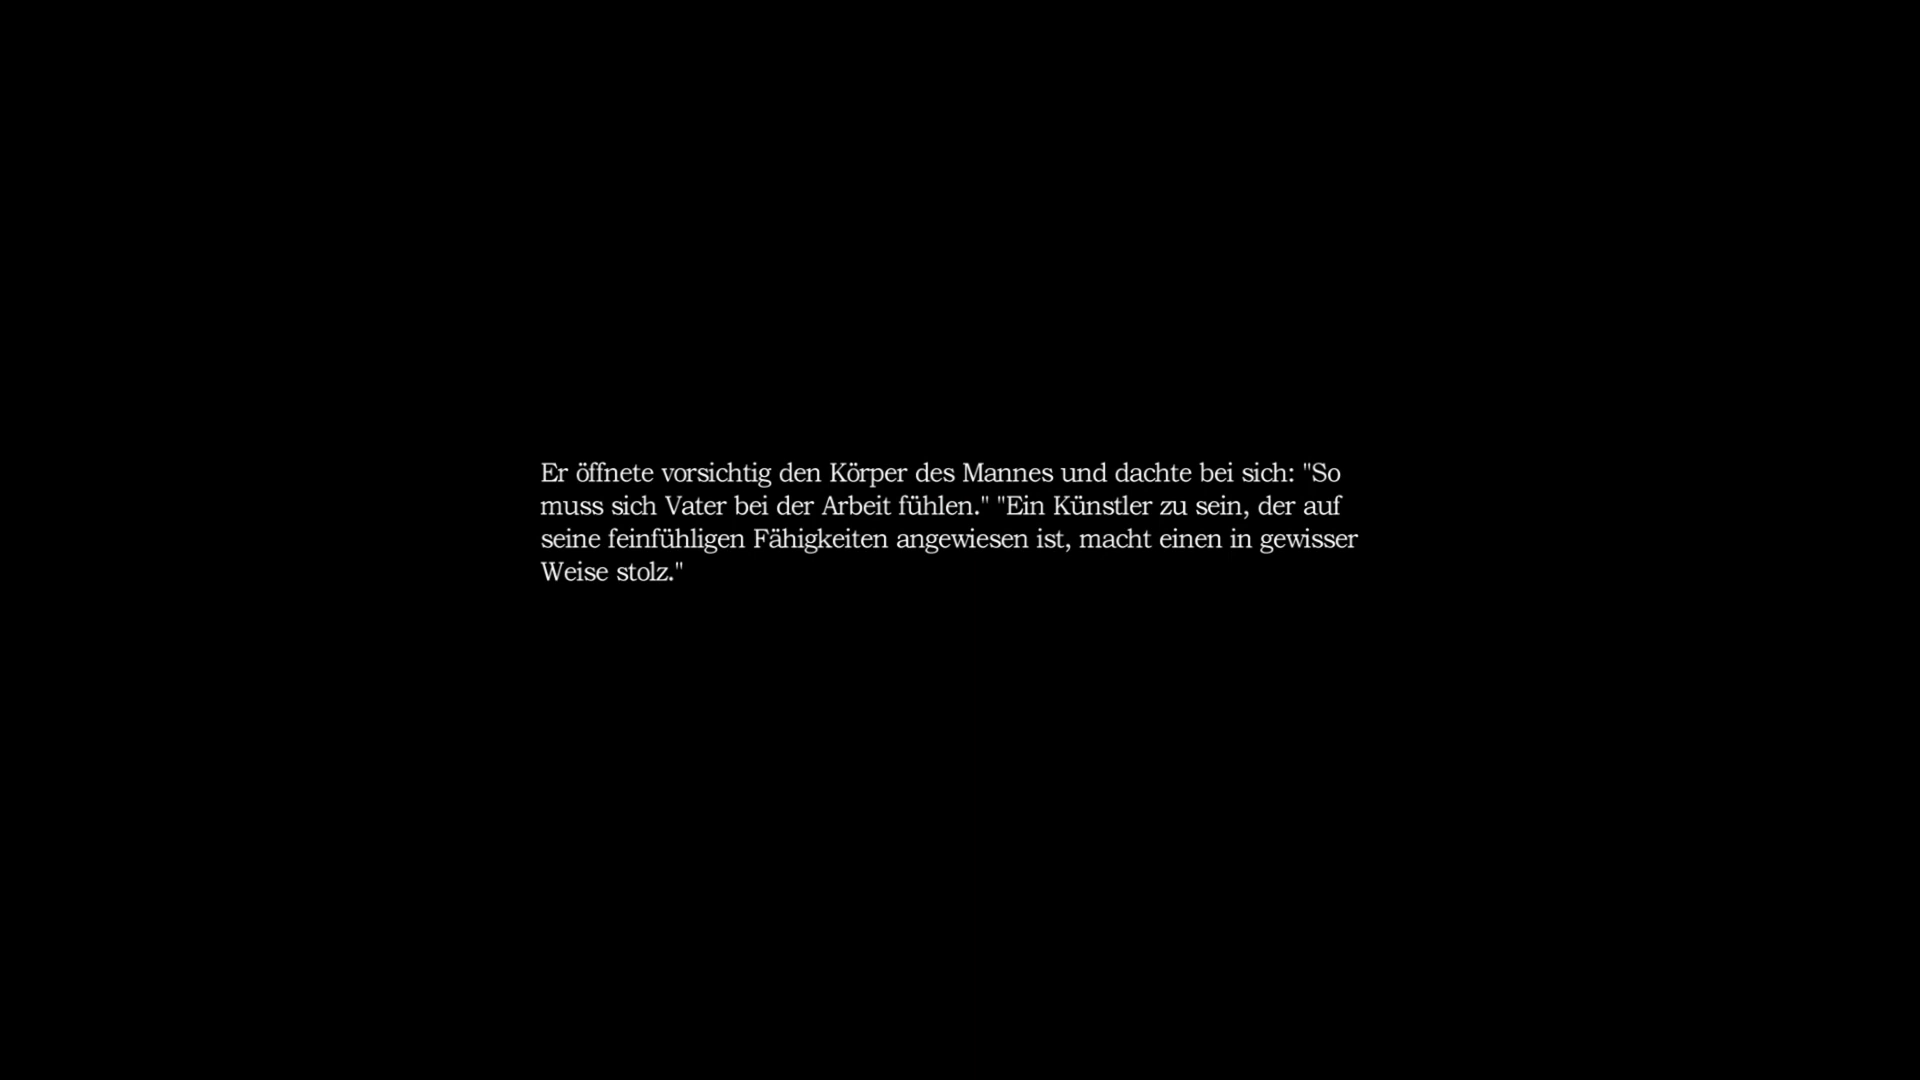 Er öffnete vorsichtig den Körper des Mannes und dachte bei sich: "So
muss sich Vater bei der Arbeit fühlen." "Ein Künstler zu sein, der auf
seine feinfühligen Fähigkeiten angewiesen ist, macht einen in gewisser
Weise stolz."